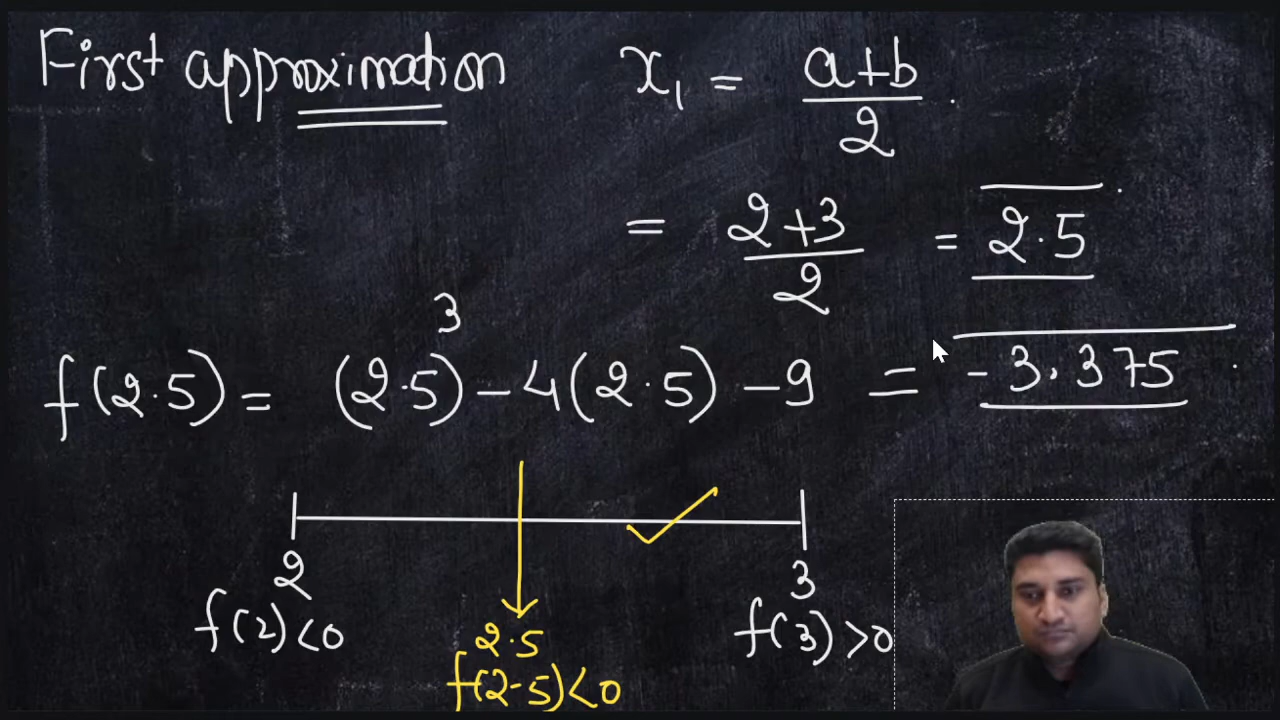 First approximation x₁ = a+b/2
= 2+3/2 = 2.5
f(2.5) = (2.5)³ - 4(2.5) - 9 = -3.375
2 2.5 3
f(2)<0 f(2.5)<0 f(3)>0